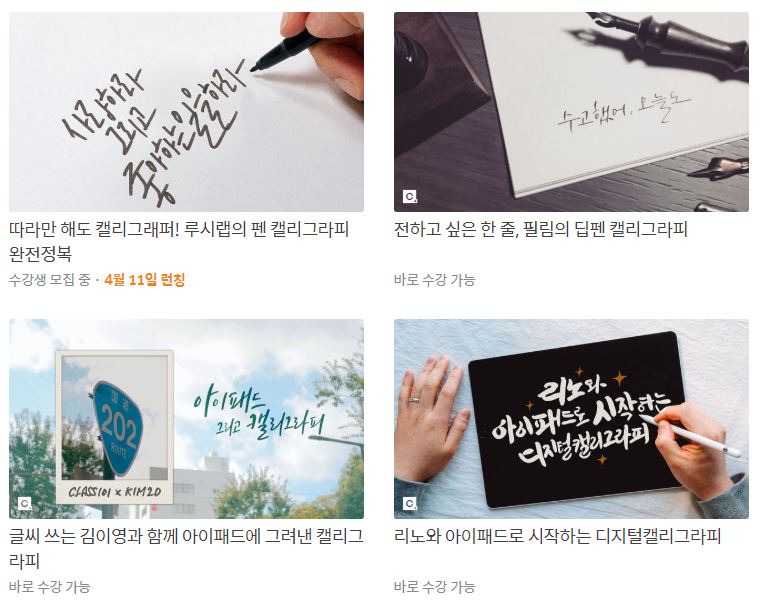 사랑하라
그리고
좋아하는 일을 하라
따라만 해도 캘리그래퍼! 루시랩의 펜 캘리그라피
완전정복
수강생 모집 중 · 4월 11일 런칭
수고했어, 오늘도
전하고 싶은 한 줄, 필림의 딥펜 캘리그라피
바로 수강 가능
202
ROUTE
CLASS101 x KIM20
아이패드
그리고 캘리그라피
글씨 쓰는 김이영과 함께 아이패드에 그려낸 캘리그
라피
바로 수강 가능
리노와
아이패드로 시작하는
디지털캘리그라피
리노와 아이패드로 시작하는 디지털캘리그라피
바로 수강 가능